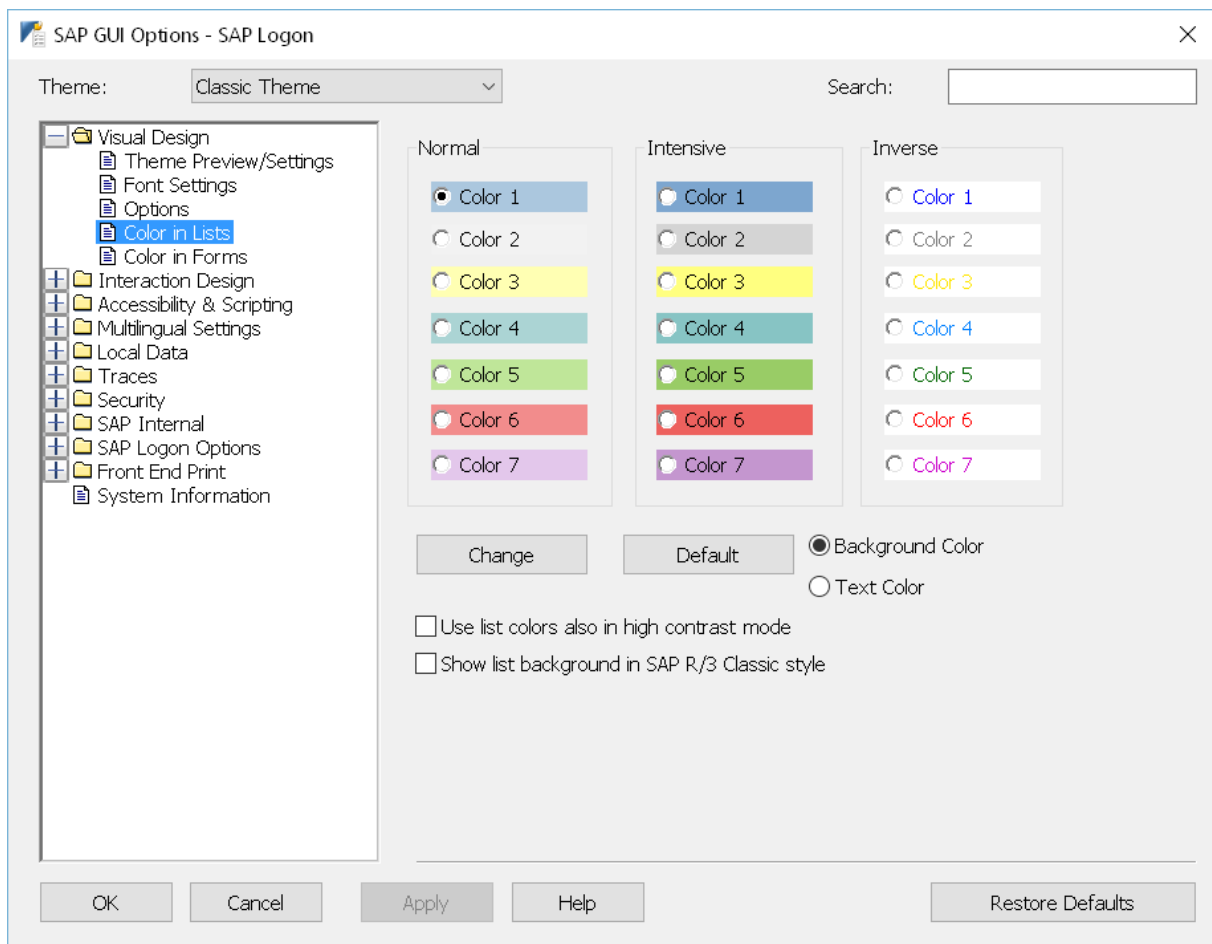 SAP GUI Options - SAP Logon
Theme: Classic Theme Search:
Visual Design
Theme Preview/Settings
Font Settings
Options
Color in Lists
Color in Forms
Interaction Design
Accessibility & Scripting
Multilingual Settings
Local Data
Traces
Security
SAP Internal
SAP Logon Options
Front End Print
System Information
Normal
Color 1
Color 2
Color 3
Color 4
Color 5
Color 6
Color 7
Intensive
Color 1
Color 2
Color 3
Color 4
Color 5
Color 6
Color 7
Inverse
Color 1
Color 2
Color 3
Color 4
Color 5
Color 6
Color 7
Change Default
Background Color
Text Color
Use list colors also in high contrast mode
Show list background in SAP R/3 Classic style
OK Cancel Apply Help Restore Defaults